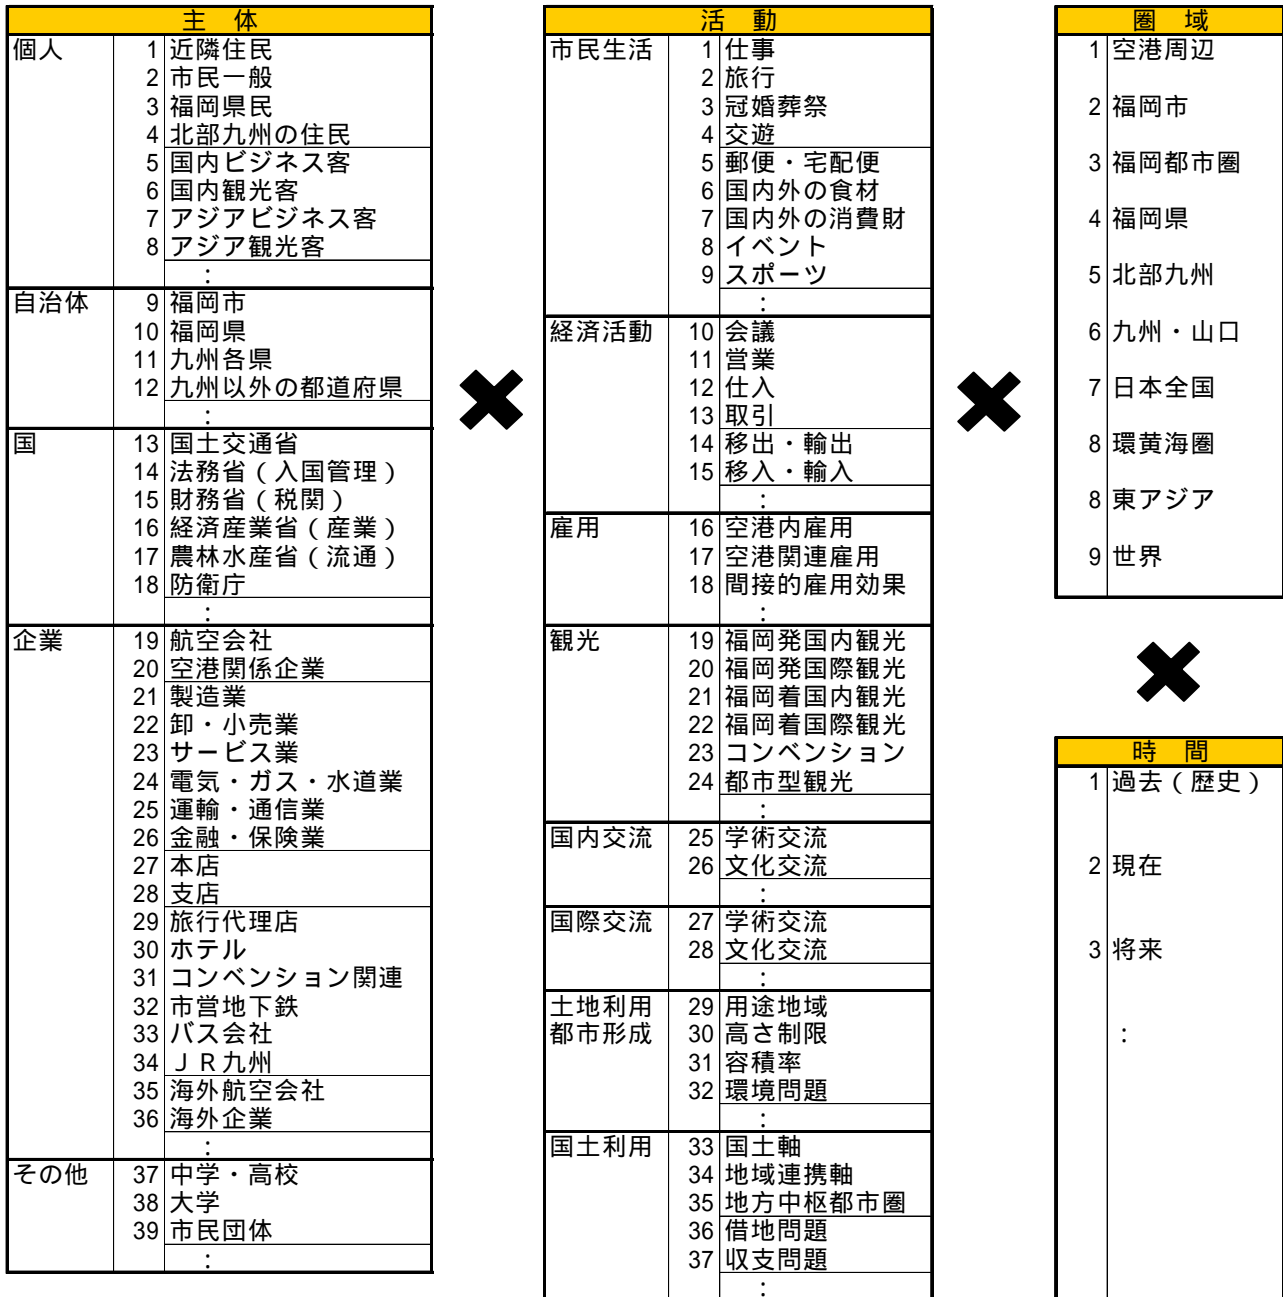 主　体
個人 1 近隣住民
2 市民一般
3 福岡県民
4 北部九州の住民
5 国内ビジネス客
6 国内観光客
7 アジアビジネス客
8 アジア観光客
：
自治体 9 福岡市
10 福岡県
11 九州各県
12 九州以外の都道府県
：
国 13 国土交通省
14 法務省（入国管理）
15 財務省（税関）
16 経済産業省（産業）
17 農林水産省（流通）
18 防衛庁
：
企業 19 航空会社
20 空港関係企業
21 製造業
22 卸・小売業
23 サービス業
24 電気・ガス・水道業
25 運輸・通信業
26 金融・保険業
27 本店
28 支店
29 旅行代理店
30 ホテル
31 コンベンション関連
32 市営地下鉄
33 バス会社
34 ＪＲ九州
35 海外航空会社
36 海外企業
：
その他 37 中学・高校
38 大学
39 市民団体
：
活　動
市民生活 1 仕事
2 旅行
3 冠婚葬祭
4 交遊
5 郵便・宅配便
6 国内外の食材
7 国内外の消費財
8 イベント
9 スポーツ
：
経済活動 10 会議
11 営業
12 仕入
13 取引
14 移出・輸出
15 移入・輸入
：
雇用 16 空港内雇用
17 空港関連雇用
18 間接的雇用効果
：
観光 19 福岡発国内観光
20 福岡発国際観光
21 福岡着国内観光
22 福岡着国際観光
23 コンベンション
24 都市型観光
：
国内交流 25 学術交流
26 文化交流
：
国際交流 27 学術交流
28 文化交流
：
土地利用 29 用途地域
都市形成 30 高さ制限
31 容積率
32 環境問題
：
国土利用 33 国土軸
34 地域連携軸
35 地方中枢都市圏
36 借地問題
37 収支問題
：
圏　域
1 空港周辺
2 福岡市
3 福岡都市圏
4 福岡県
5 北部九州
6 九州・山口
7 日本全国
8 環黄海圏
8 東アジア
9 世界
時　間
1 過去（歴史）
2 現在
3 将来
：